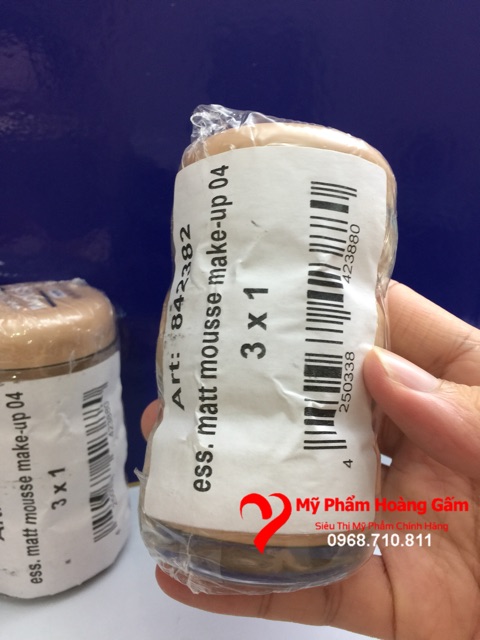 Art: 842382
ess. matt mousse make-up 04
3 x 1
4 250338 423880
ess. matt mousse make-up 04
3 x 1
Mỹ Phẩm Hoàng Gấm
Siêu Thị Mỹ Phẩm Chính Hãng
0968.710.811